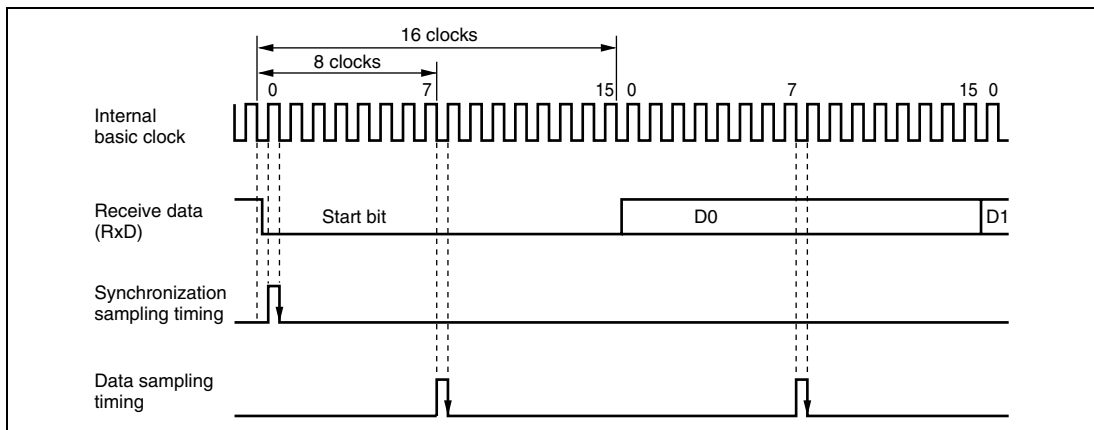 16 clocks
8 clocks
0 7 15 0 7 15 0
Internal
basic clock
Receive data
(RxD)
Start bit D0 D1
Synchronization
sampling timing
Data sampling
timing